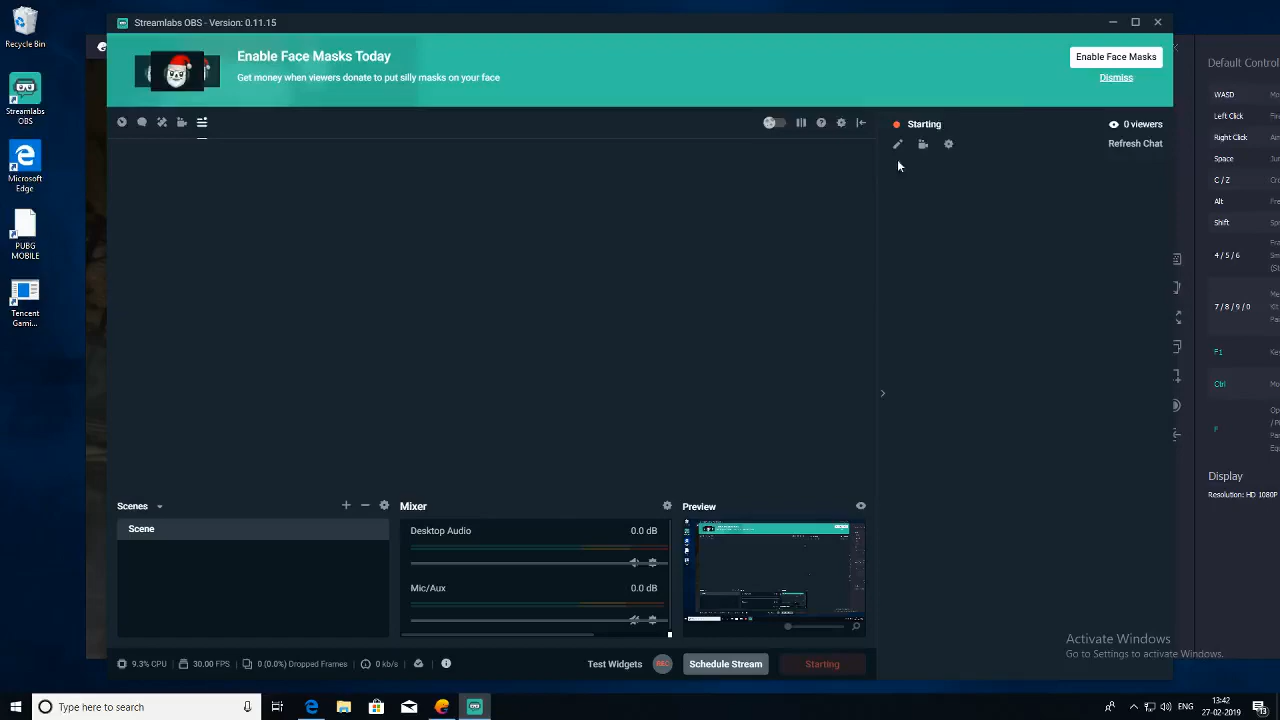 Recycle Bin
Streamlabs
OBS
Microsoft
Edge
PUBG
MOBILE
Tencent
Gami...
Streamlabs OBS - Version: 0.11.15
Enable Face Masks Today
Get money when viewers donate to put silly masks on your face
Enable Face Masks
Dismiss
Starting
0 viewers
Refresh Chat
Default Control
WASD
Left Click
Right Click
Space
C / Z
Alt
Shift
4 / 5 / 6
7 / 8 / 9 / 0
F1
Ctrl
F
Display
Resolution: HD 1080P
Scenes
Scene
Mixer
Desktop Audio
0.0 dB
Mic/Aux
0.0 dB
Preview
9.3% CPU
30.00 FPS
0 (0.0%) Dropped Frames
0 kb/s
Test Widgets
REC
Schedule Stream
Starting
Activate Windows
Go to Settings to activate Windows.
Type here to search
ENG
13:42
27-02-2019